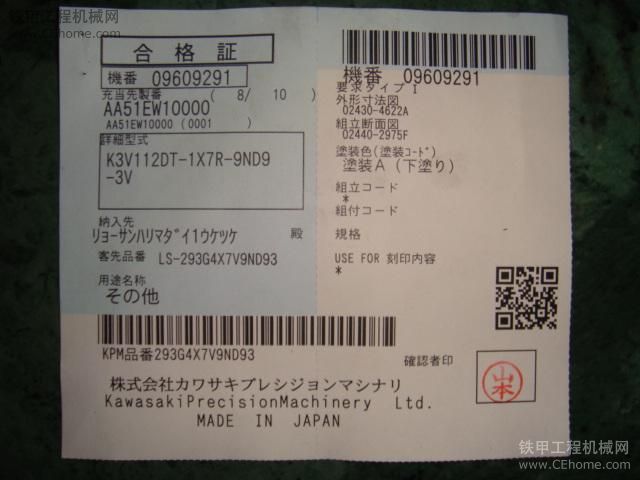 铁甲工程机械网
www.CEhome.com
合格証
機番 09609291
充当先製番 ( 8/ 10 )
AA51EW10000
AA51EW10000 (0001 )
詳細型式
K3V112DT-1X7R-9ND9
-3V
納入先
ﾘｮｰｻﾝﾊﾘﾏﾀﾞｲ1ｳｹﾂｹ 殿
客先品番 LS-293G4X7V9ND93
用途名称
その他
KPM品番293G4X7V9ND93
機番 09609291
要求タイプ I
外形寸法図
02430-4622A
組立断面図
02440-2975F
塗装色(塗装ｺｰﾄﾞ)
塗装A (下塗り)
組立コード
*
組付コード
規格
USE FOR 刻印内容
*
確認者印
山本
株式会社カワサキプレシジョンマシナリ
KawasakiPrecisionMachinery Ltd.
MADE IN JAPAN
铁甲工程机械网
www.CEhome.com